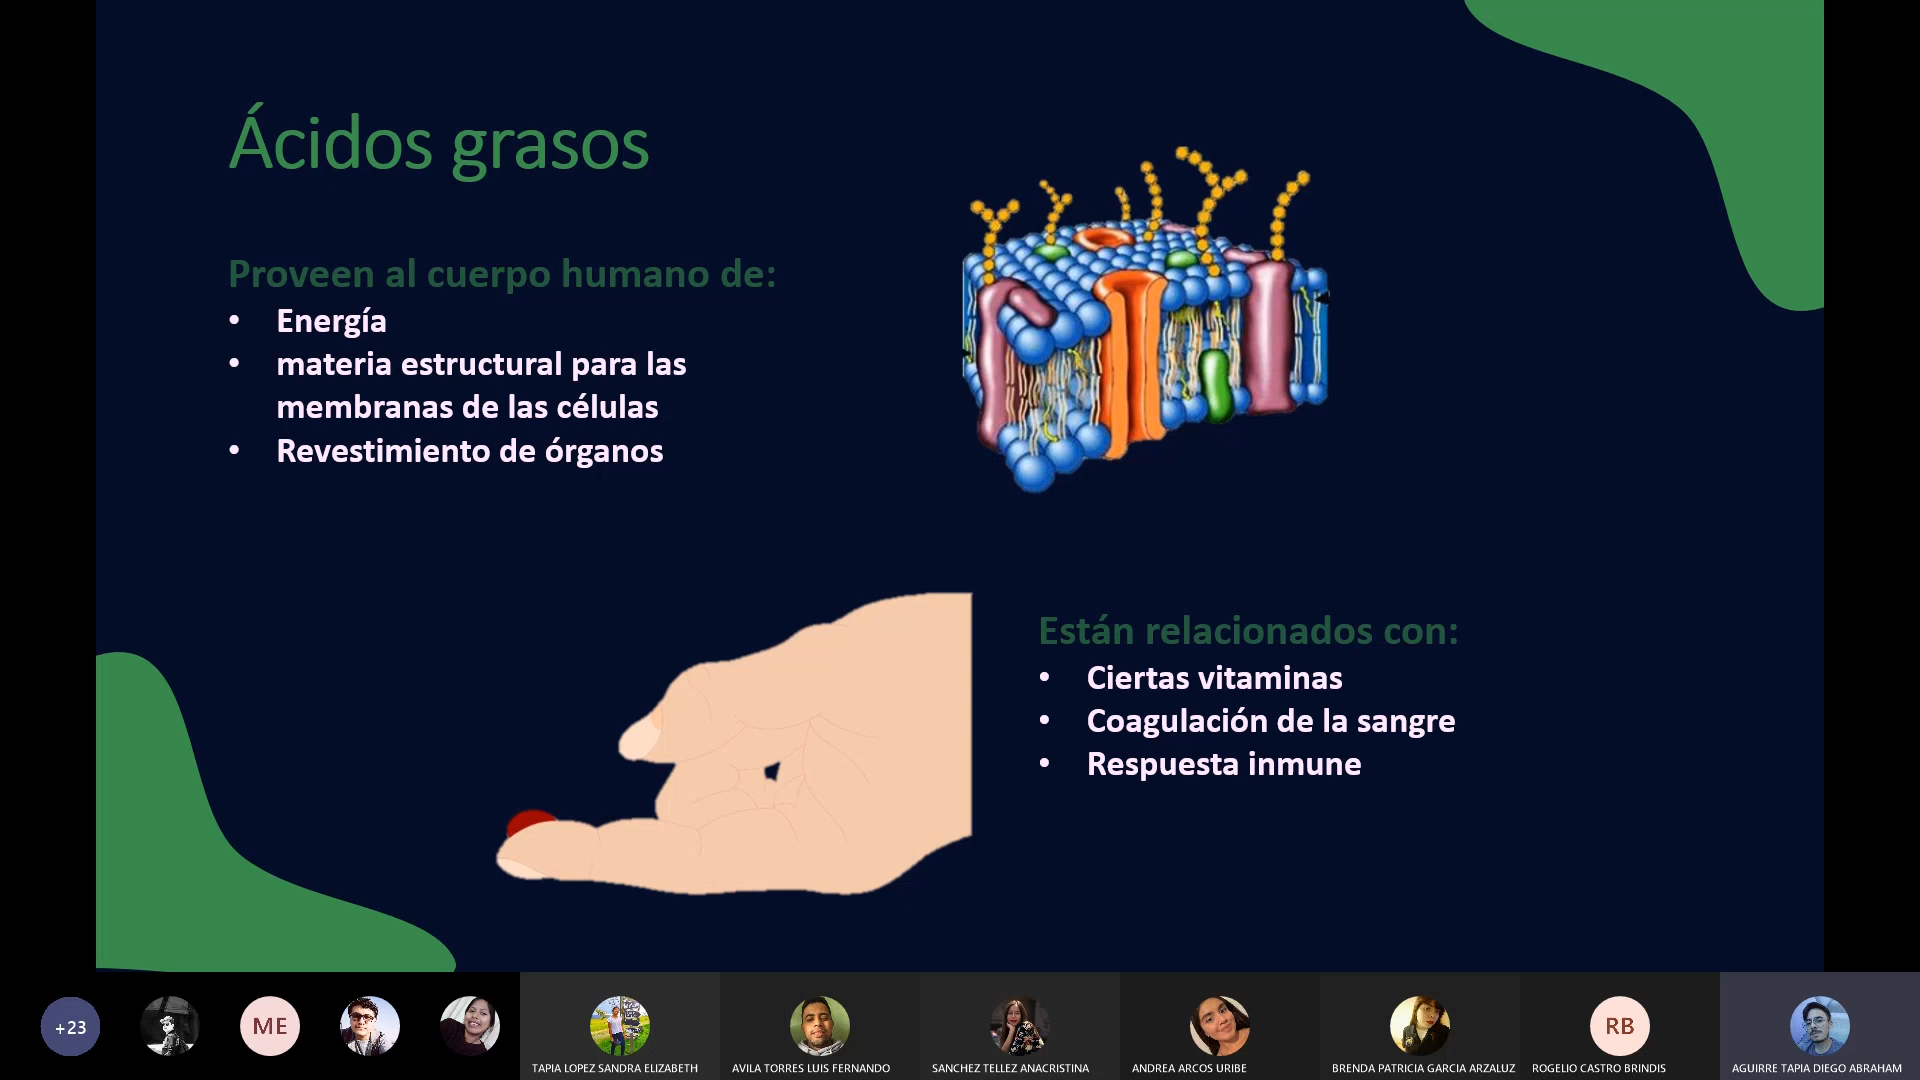 Ácidos grasos
Proveen al cuerpo humano de:
• Energía
• materia estructural para las
membranas de las células
• Revestimiento de órganos
Están relacionados con:
• Ciertas vitaminas
• Coagulación de la sangre
• Respuesta inmune
+23
ME
RB
TAPIA LOPEZ SANDRA ELIZABETH
AVILA TORRES LUIS FERNANDO
SANCHEZ TELLEZ ANACRISTINA
ANDREA ARCOS URIBE
BRENDA PATRICIA GARCIA ARZALUZ
ROGELIO CASTRO BRINDIS
AGUIRRE TAPIA DIEGO ABRAHAM